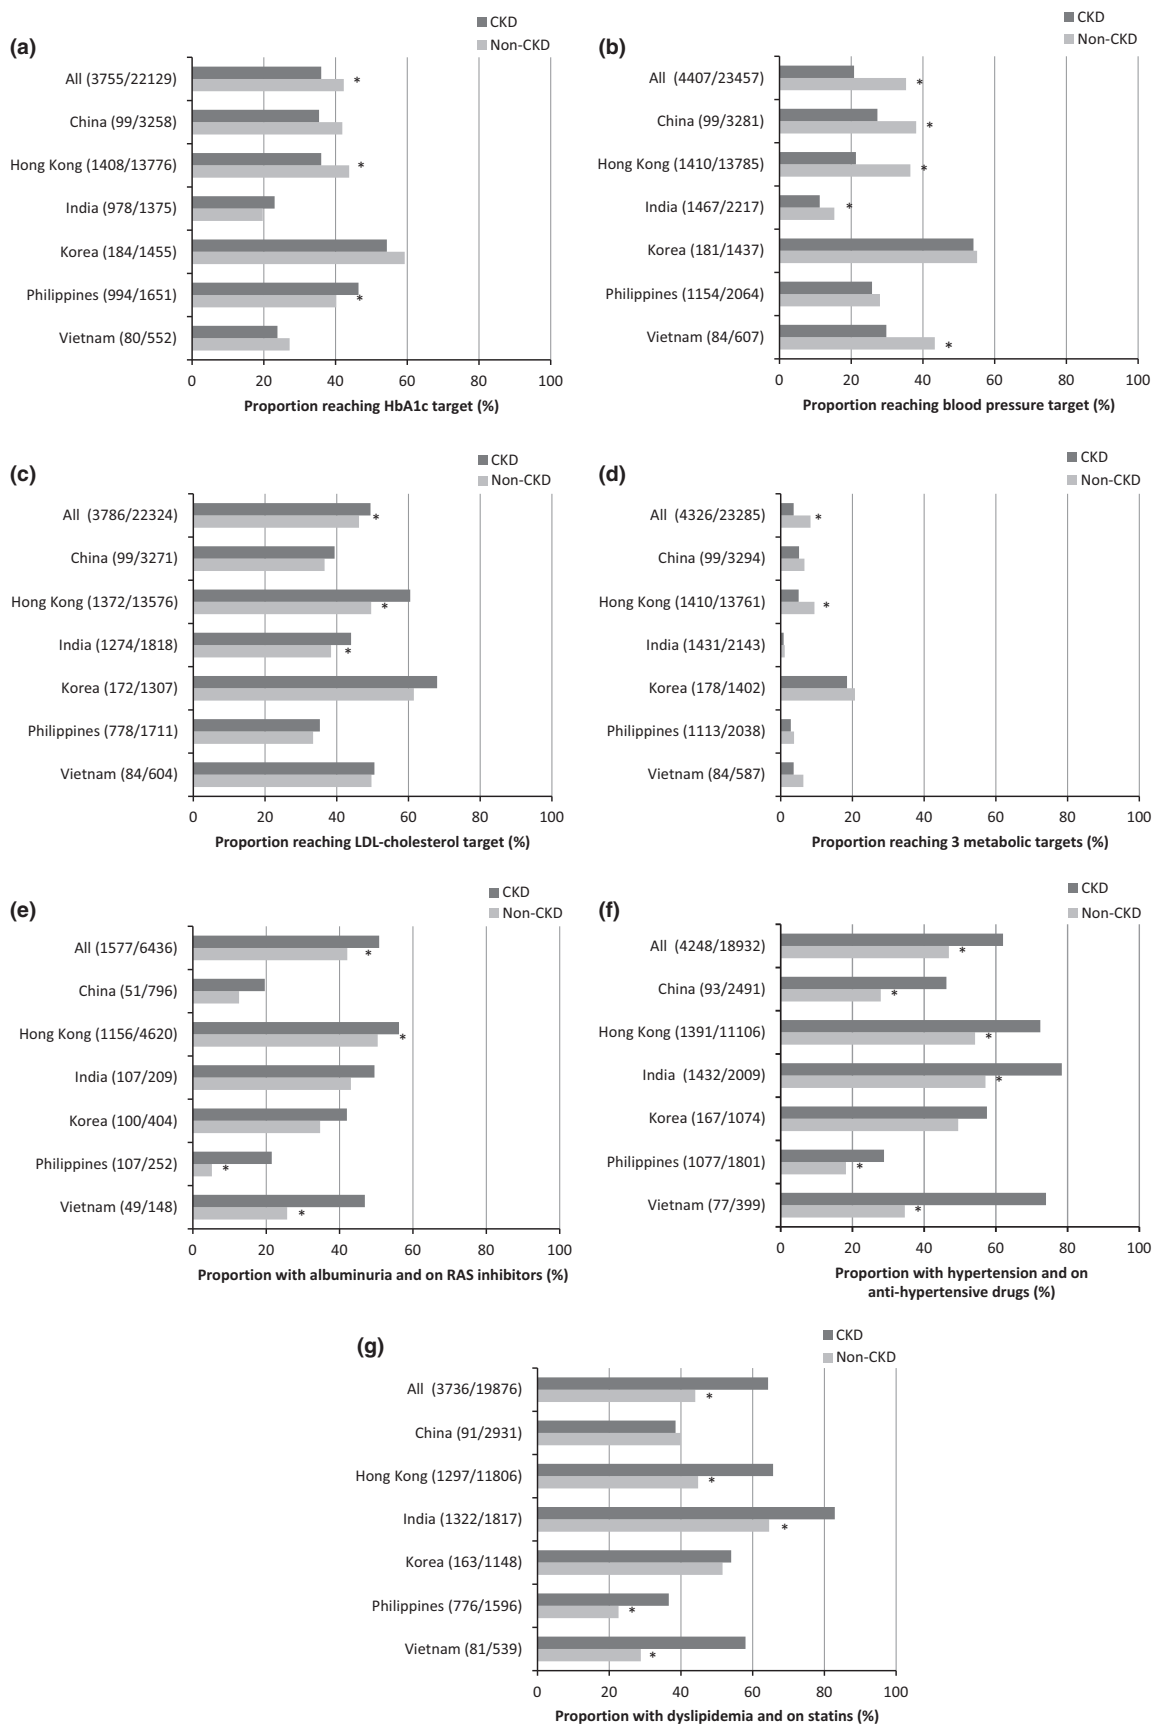 (a)
CKD
Non-CKD
All (3755/22129)
*
China (99/3258)
Hong Kong (1408/13776)
*
India (978/1375)
Korea (184/1455)
Philippines (994/1651)
*
Vietnam (80/552)
0 20 40 60 80 100
Proportion reaching HbA1c target (%)
(b)
CKD
Non-CKD
All (4407/23457)
*
China (99/3281)
*
Hong Kong (1410/13785)
*
India (1467/2217)
*
Korea (181/1437)
Philippines (1154/2064)
Vietnam (84/607)
*
0 20 40 60 80 100
Proportion reaching blood pressure target (%)
(c)
CKD
Non-CKD
All (3786/22324)
*
China (99/3271)
Hong Kong (1372/13576)
*
India (1274/1818)
*
Korea (172/1307)
Philippines (778/1711)
Vietnam (84/604)
0 20 40 60 80 100
Proportion reaching LDL-cholesterol target (%)
(d)
CKD
Non-CKD
All (4326/23285)
*
China (99/3294)
Hong Kong (1410/13761)
*
India (1431/2143)
Korea (178/1402)
Philippines (1113/2038)
Vietnam (84/587)
0 20 40 60 80 100
Proportion reaching 3 metabolic targets (%)
(e)
CKD
Non-CKD
All (1577/6436)
*
China (51/796)
Hong Kong (1156/4620)
*
India (107/209)
Korea (100/404)
Philippines (107/252)
*
Vietnam (49/148)
*
0 20 40 60 80 100
Proportion with albuminuria and on RAS inhibitors (%)
(f)
CKD
Non-CKD
All (4248/18932)
*
China (93/2491)
*
Hong Kong (1391/11106)
*
India (1432/2009)
*
Korea (167/1074)
Philippines (1077/1801)
*
Vietnam (77/399)
*
0 20 40 60 80 100
Proportion with hypertension and on
anti-hypertensive drugs (%)
(g)
CKD
Non-CKD
All (3736/19876)
*
China (91/2931)
Hong Kong (1297/11806)
*
India (1322/1817)
*
Korea (163/1148)
Philippines (776/1596)
*
Vietnam (81/539)
*
0 20 40 60 80 100
Proportion with dyslipidemia and on statins (%)